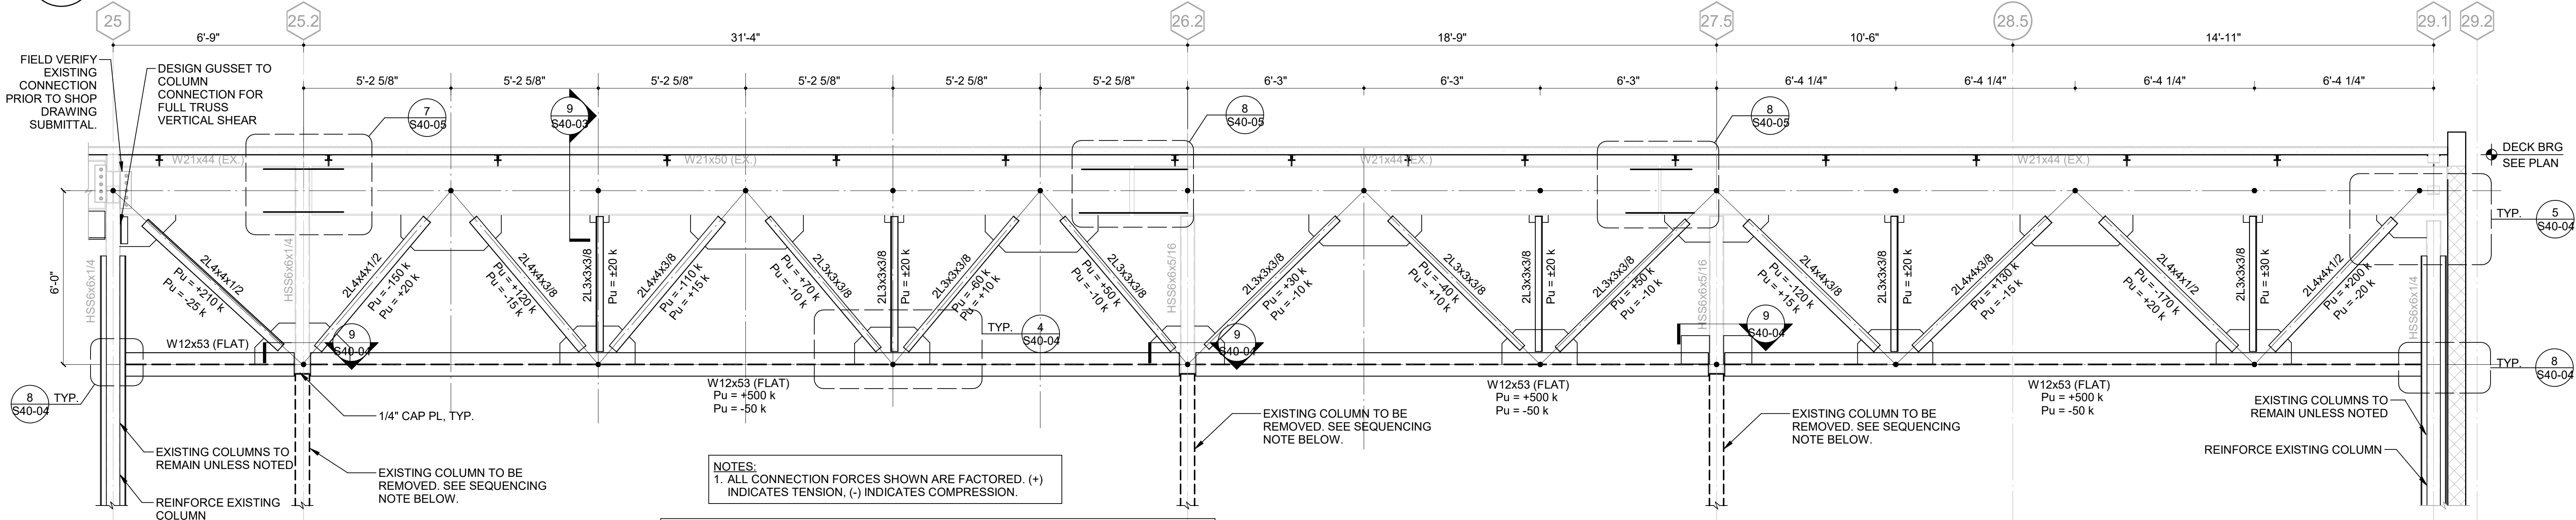 25
25.2
26.2
27.5
28.5
29.1
29.2
6'-9"
31'-4"
18'-9"
10'-6"
14'-11"
5'-2 5/8"
5'-2 5/8"
5'-2 5/8"
5'-2 5/8"
5'-2 5/8"
5'-2 5/8"
6'-3"
6'-3"
6'-3"
6'-4 1/4"
6'-4 1/4"
6'-4 1/4"
6'-4 1/4"
FIELD VERIFY
EXISTING
CONNECTION
PRIOR TO SHOP
DRAWING
SUBMITTAL.
DESIGN GUSSET TO
COLUMN
CONNECTION FOR
FULL TRUSS
VERTICAL SHEAR
7
S40-05
9
S40-03
8
S40-05
8
S40-05
W21x44 (EX.)
W21x50 (EX.)
W21x44 (EX.)
W21x44 (EX.)
DECK BRG
SEE PLAN
TYP.
5
S40-04
6'-0"
HSS6x6x1/4
2L4x4x1/2
Pu = +210 k
Pu = -25 k
HSS6x6x1/4
2L4x4x1/2
Pu = -150 k
Pu = +20 k
2L4x4x3/8
Pu = +120 k
Pu = -15 k
2L3x3x3/8
Pu = ±20 k
2L4x4x3/8
Pu = -110 k
Pu = +15 k
2L3x3x3/8
Pu = +70 k
Pu = -10 k
2L3x3x3/8
Pu = ±20 k
2L3x3x3/8
Pu = -60 k
Pu = +10 k
2L3x3x3/8
Pu = +50 k
Pu = -10 k
HSS6x6x5/16
2L3x3x3/8
Pu = +30 k
Pu = -10 k
2L3x3x3/8
Pu = -40 k
Pu = +10 k
2L3x3x3/8
Pu = ±20 k
2L3x3x3/8
Pu = +50 k
Pu = -10 k
HSS6x6x5/16
2L4x4x3/8
Pu = -120 k
Pu = +15 k
2L3x3x3/8
Pu = ±20 k
2L4x4x3/8
Pu = +130 k
Pu = -15 k
2L4x4x1/2
Pu = -170 k
Pu = +20 k
2L3x3x3/8
Pu = ±30 k
2L4x4x1/2
Pu = +200 k
Pu = -20 k
HSS6x6x1/4
W12x53 (FLAT)
9
S40-04
TYP.
4
S40-04
9
S40-04
9
S40-04
TYP.
8
S40-04
8
S40-04
TYP.
W12x53 (FLAT)
Pu = +500 k
Pu = -50 k
W12x53 (FLAT)
Pu = +500 k
Pu = -50 k
W12x53 (FLAT)
Pu = +500 k
Pu = -50 k
1/4" CAP PL, TYP.
EXISTING COLUMNS TO
REMAIN UNLESS NOTED
REINFORCE EXISTING
COLUMN
EXISTING COLUMN TO BE
REMOVED. SEE SEQUENCING
NOTE BELOW.
NOTES:
1. ALL CONNECTION FORCES SHOWN ARE FACTORED. (+)
INDICATES TENSION, (-) INDICATES COMPRESSION.
EXISTING COLUMN TO BE
REMOVED. SEE SEQUENCING
NOTE BELOW.
EXISTING COLUMN TO BE
REMOVED. SEE SEQUENCING
NOTE BELOW.
EXISTING COLUMNS TO
REMAIN UNLESS NOTED
REINFORCE EXISTING COLUMN